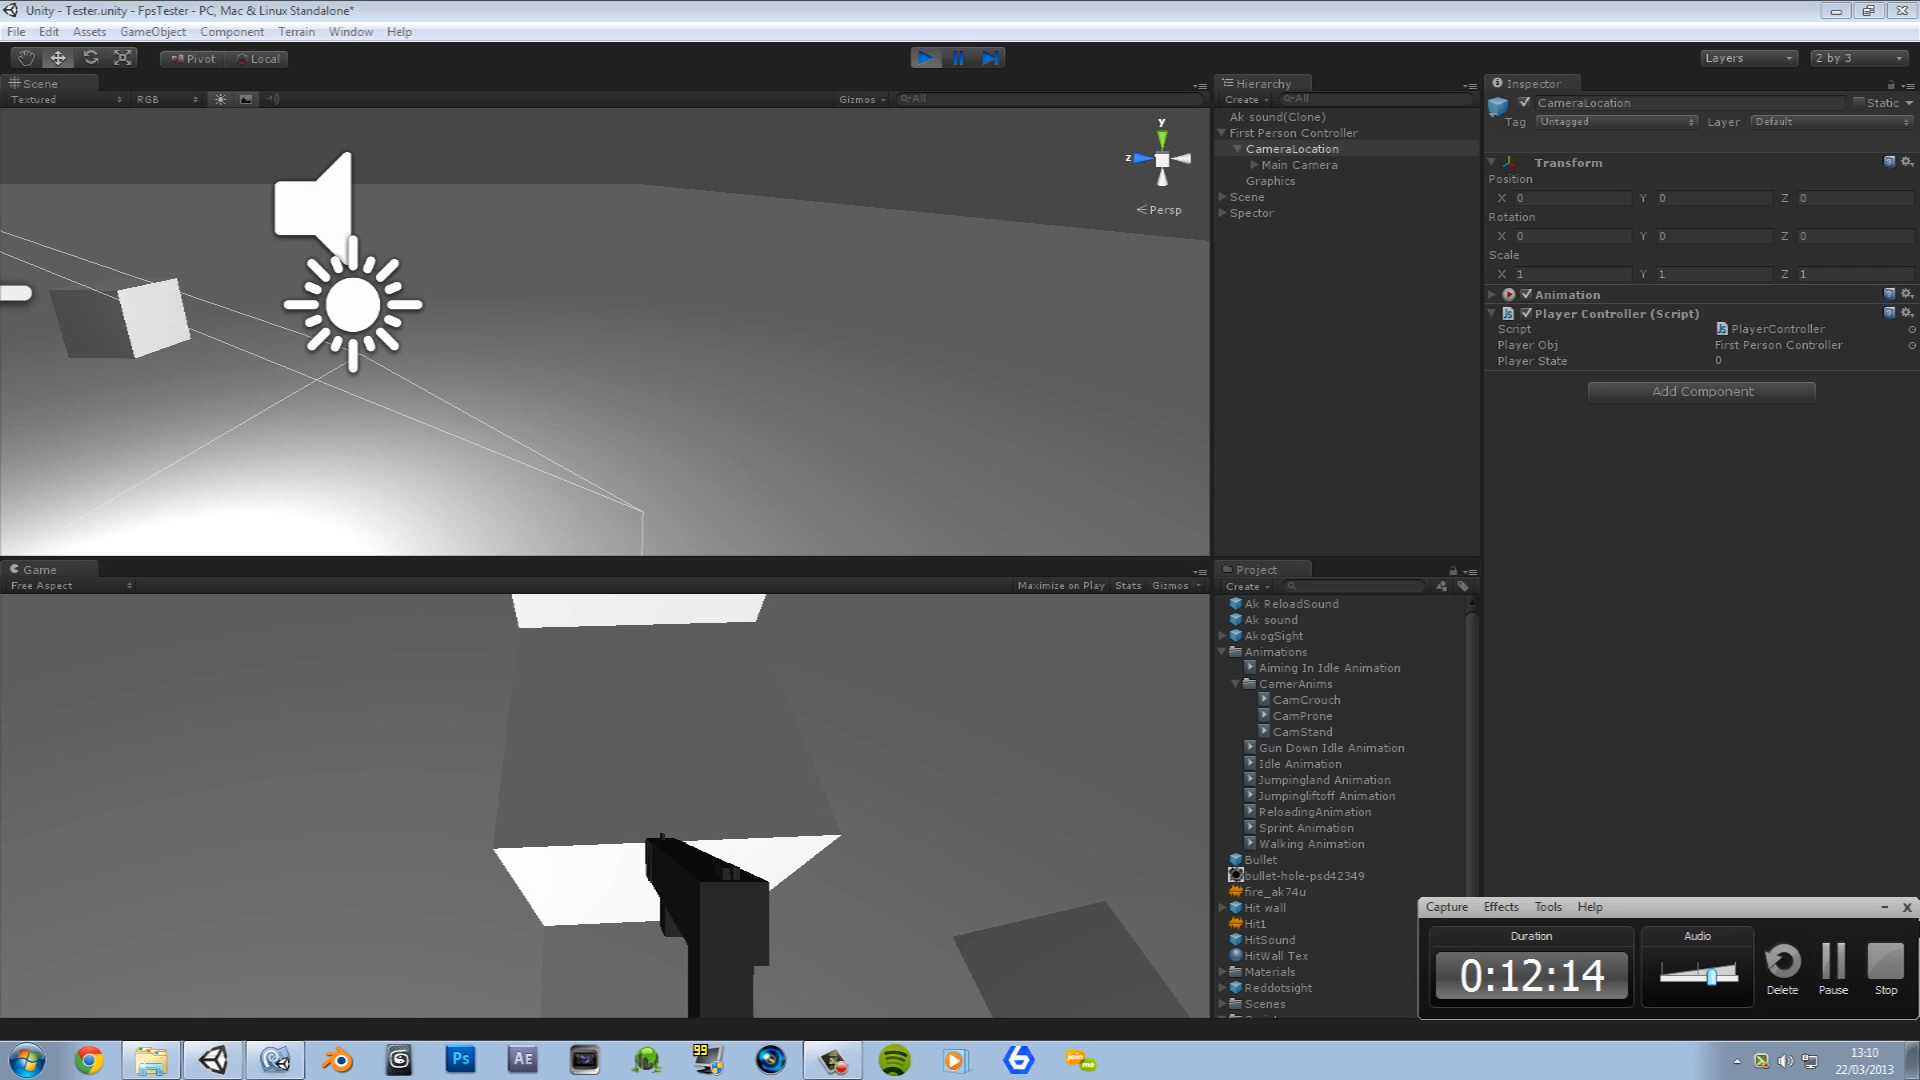 Unity - Tester.unity - FpsTester - PC, Mac & Linux Standalone*
File Edit Assets GameObject Component Terrain Window Help
Pivot Local
Layers
2 by 3
Scene
Textured
RGB
Gizmos
All
y
z
Persp
Game
Free Aspect
Maximize on Play Stats Gizmos
Hierarchy
Create
All
Ak sound(Clone)
First Person Controller
CameraLocation
Main Camera
Graphics
Scene
Spector
Project
Create
Ak ReloadSound
Ak sound
AkogSight
Animations
Aiming In Idle Animation
CamerAnims
CamCrouch
CamProne
CamStand
Gun Down Idle Animation
Idle Animation
Jumpingland Animation
Jumpingliftoff Animation
ReloadingAnimation
Sprint Animation
Walking Animation
Bullet
bullet-hole-psd42349
fire_ak74u
Hit wall
Hit1
HitSound
HitWall Tex
Materials
Reddotsight
Scenes
Inspector
CameraLocation
Static
Tag Untagged Layer Default
Transform
Position
X 0 Y 0 Z 0
Rotation
X 0 Y 0 Z 0
Scale
X 1 Y 1 Z 1
Animation
Player Controller (Script)
Script PlayerController
Player Obj First Person Controller
Player State 0
Add Component
Capture Effects Tools Help
Duration
0:12:14
Audio
Delete Pause Stop
Ps
AE
99
join.me
13:10
22/03/2013